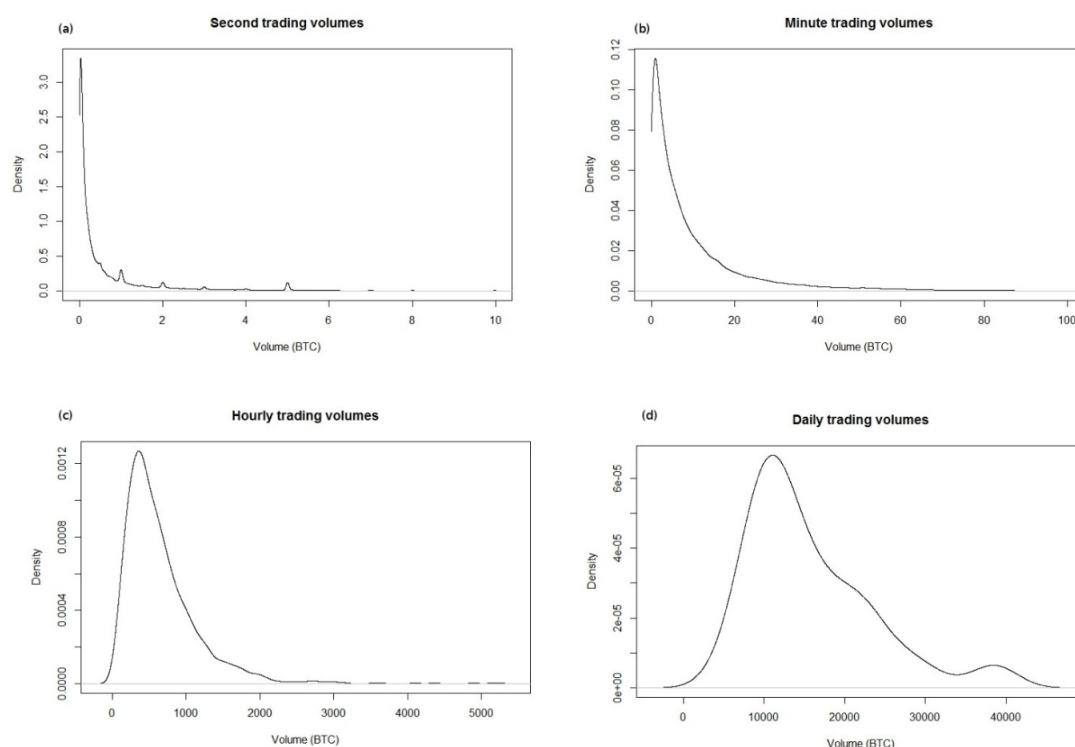 (a)
Second trading volumes
Density
0.0 0.5 1.0 1.5 2.0 2.5 3.0
0 2 4 6 8 10
Volume (BTC)
(b)
Minute trading volumes
Density
0.00 0.02 0.04 0.06 0.08 0.10 0.12
0 20 40 60 80 100
Volume (BTC)
(c)
Hourly trading volumes
Density
0.0000 0.0004 0.0008 0.0012
0 1000 2000 3000 4000 5000
Volume (BTC)
(d)
Daily trading volumes
Density
0e+00 2e-05 4e-05 6e-05
0 10000 20000 30000 40000
Volume (BTC)